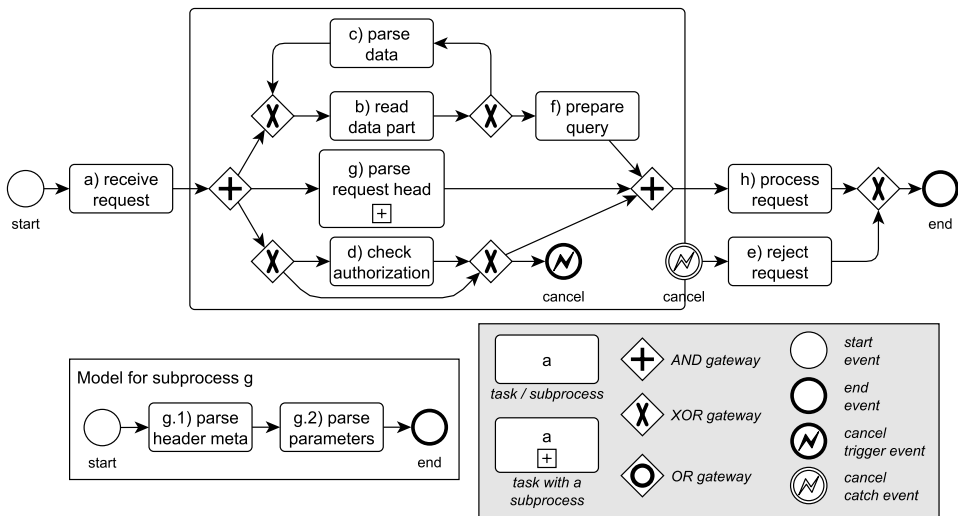 c) parse
data
b) read
data part
f) prepare
query
a) receive
request
g) parse
request head
h) process
request
start
end
d) check
authorization
e) reject
request
cancel
cancel
Model for subprocess g
g.1) parse
header meta
g.2) parse
parameters
start
end
a
task / subprocess
a
task with a
subprocess
AND gateway
XOR gateway
OR gateway
start
event
end
event
cancel
trigger event
cancel
catch event